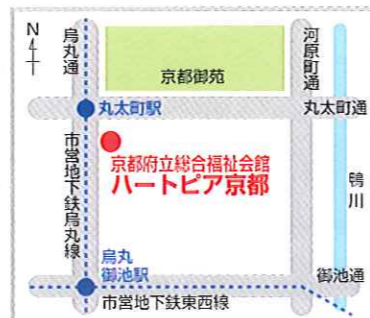 N
烏丸通
河原町通
京都御苑
丸太町駅
丸太町通
京都府立総合福祉会館
ハートピア京都
市営地下鉄烏丸線
鴨川
烏丸
御池駅
御池通
市営地下鉄東西線